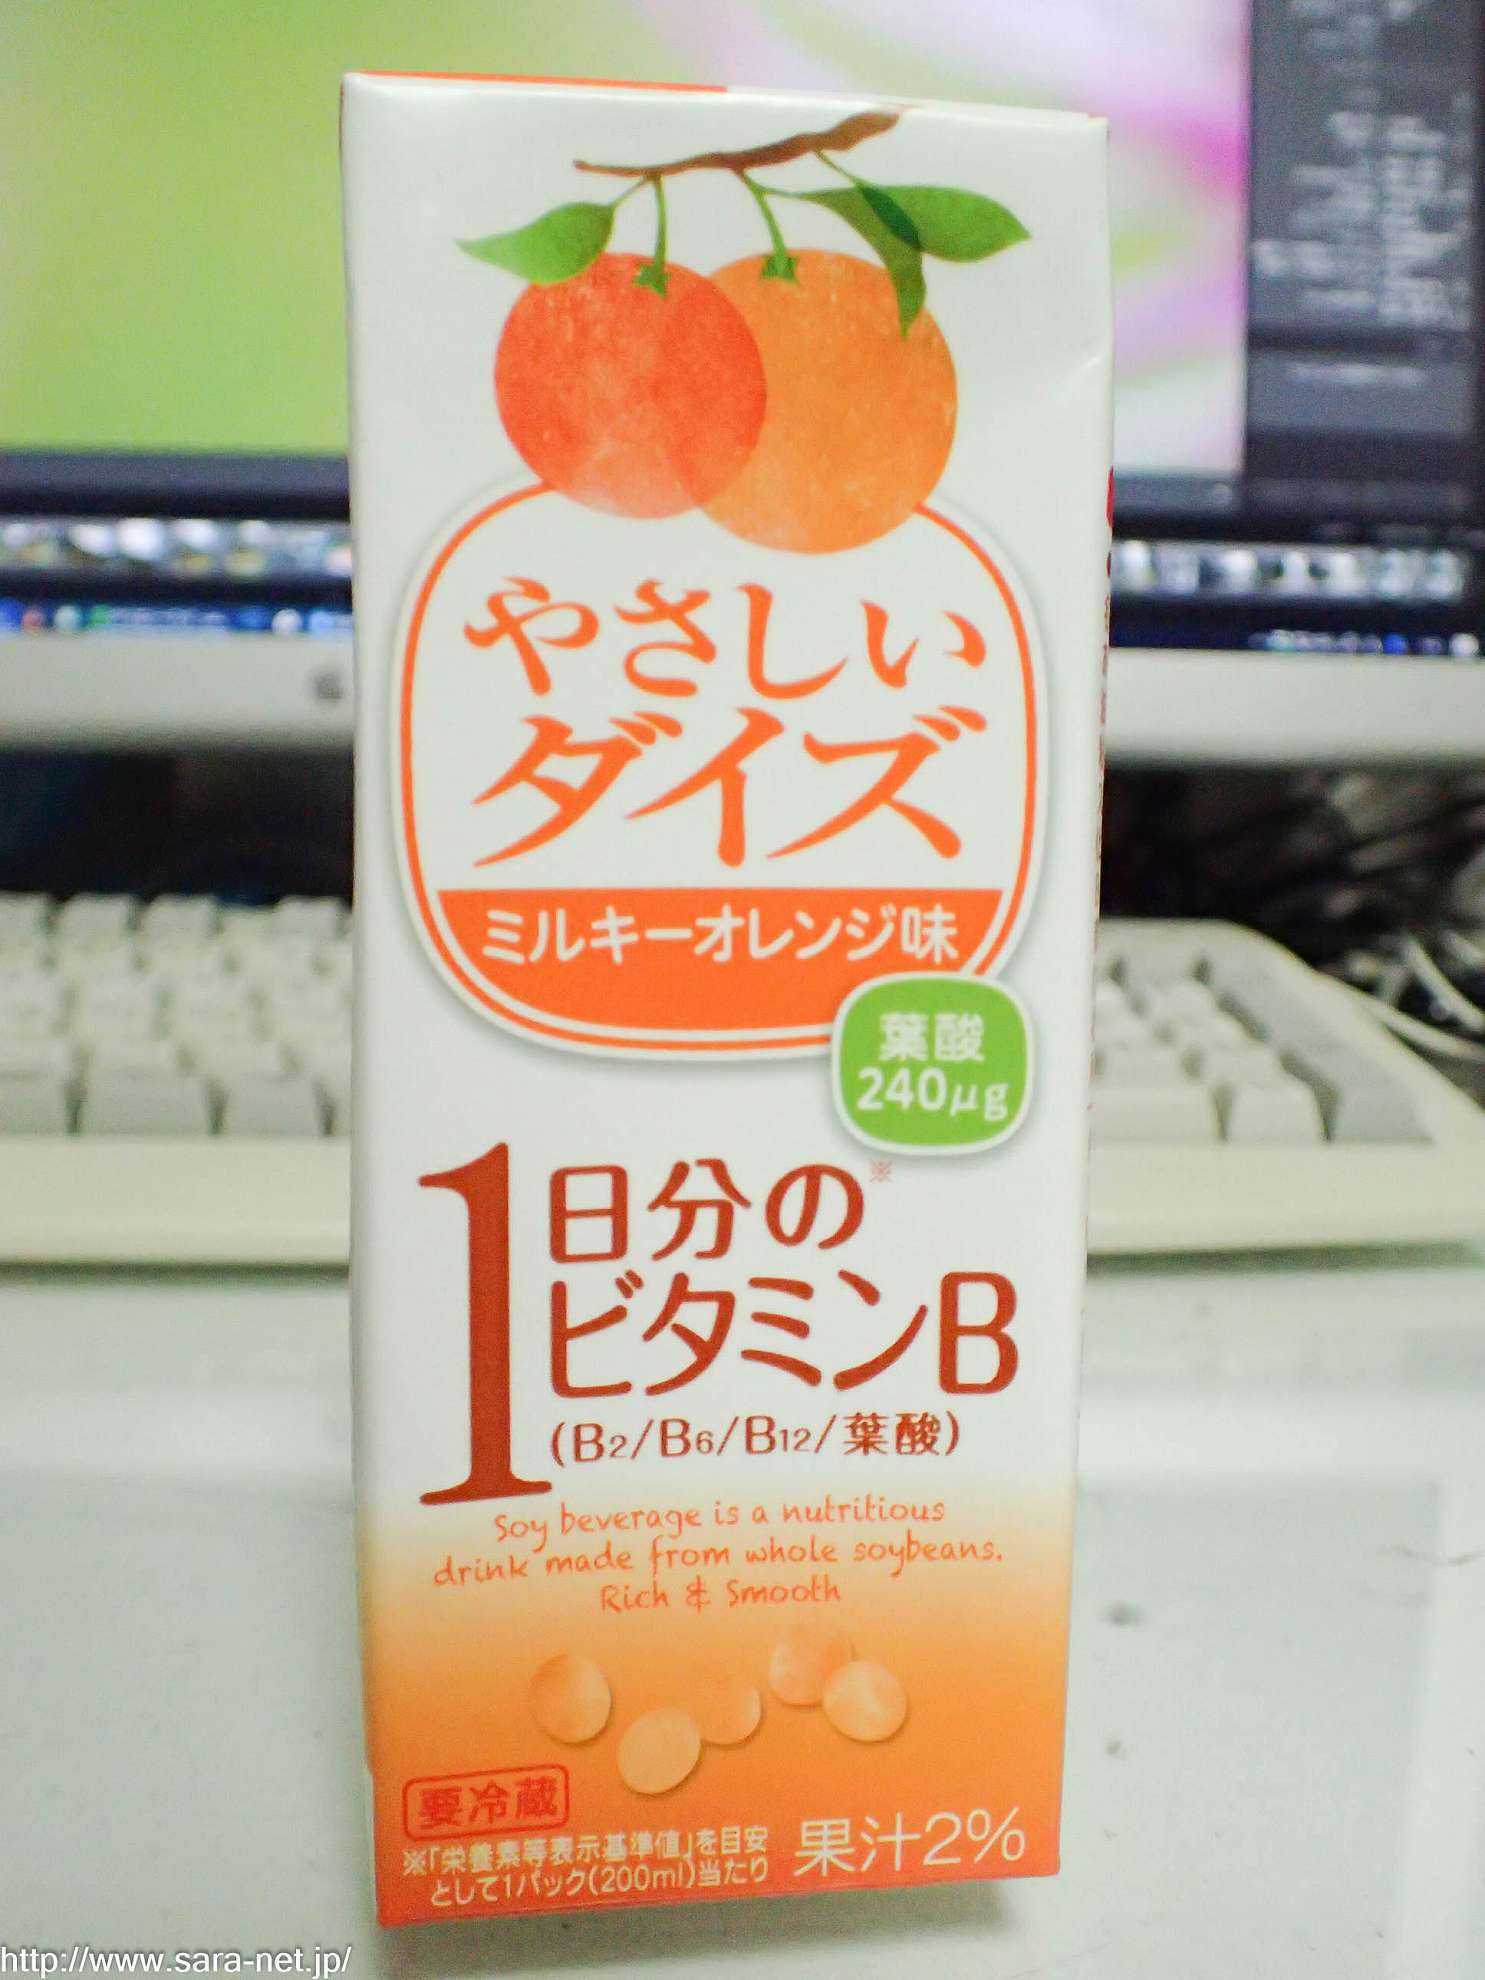 やさしい
ダイズ
ミルキーオレンジ味
葉酸
240μg
1日分の※
ビタミンB
(B2/B6/B12/葉酸)
Soy beverage is a nutritious
drink made from whole soybeans.
Rich & Smooth
要冷蔵
※「栄養素等表示基準値」を目安
として1パック(200ml)当たり
果汁2%
http://www.sara-net.jp/